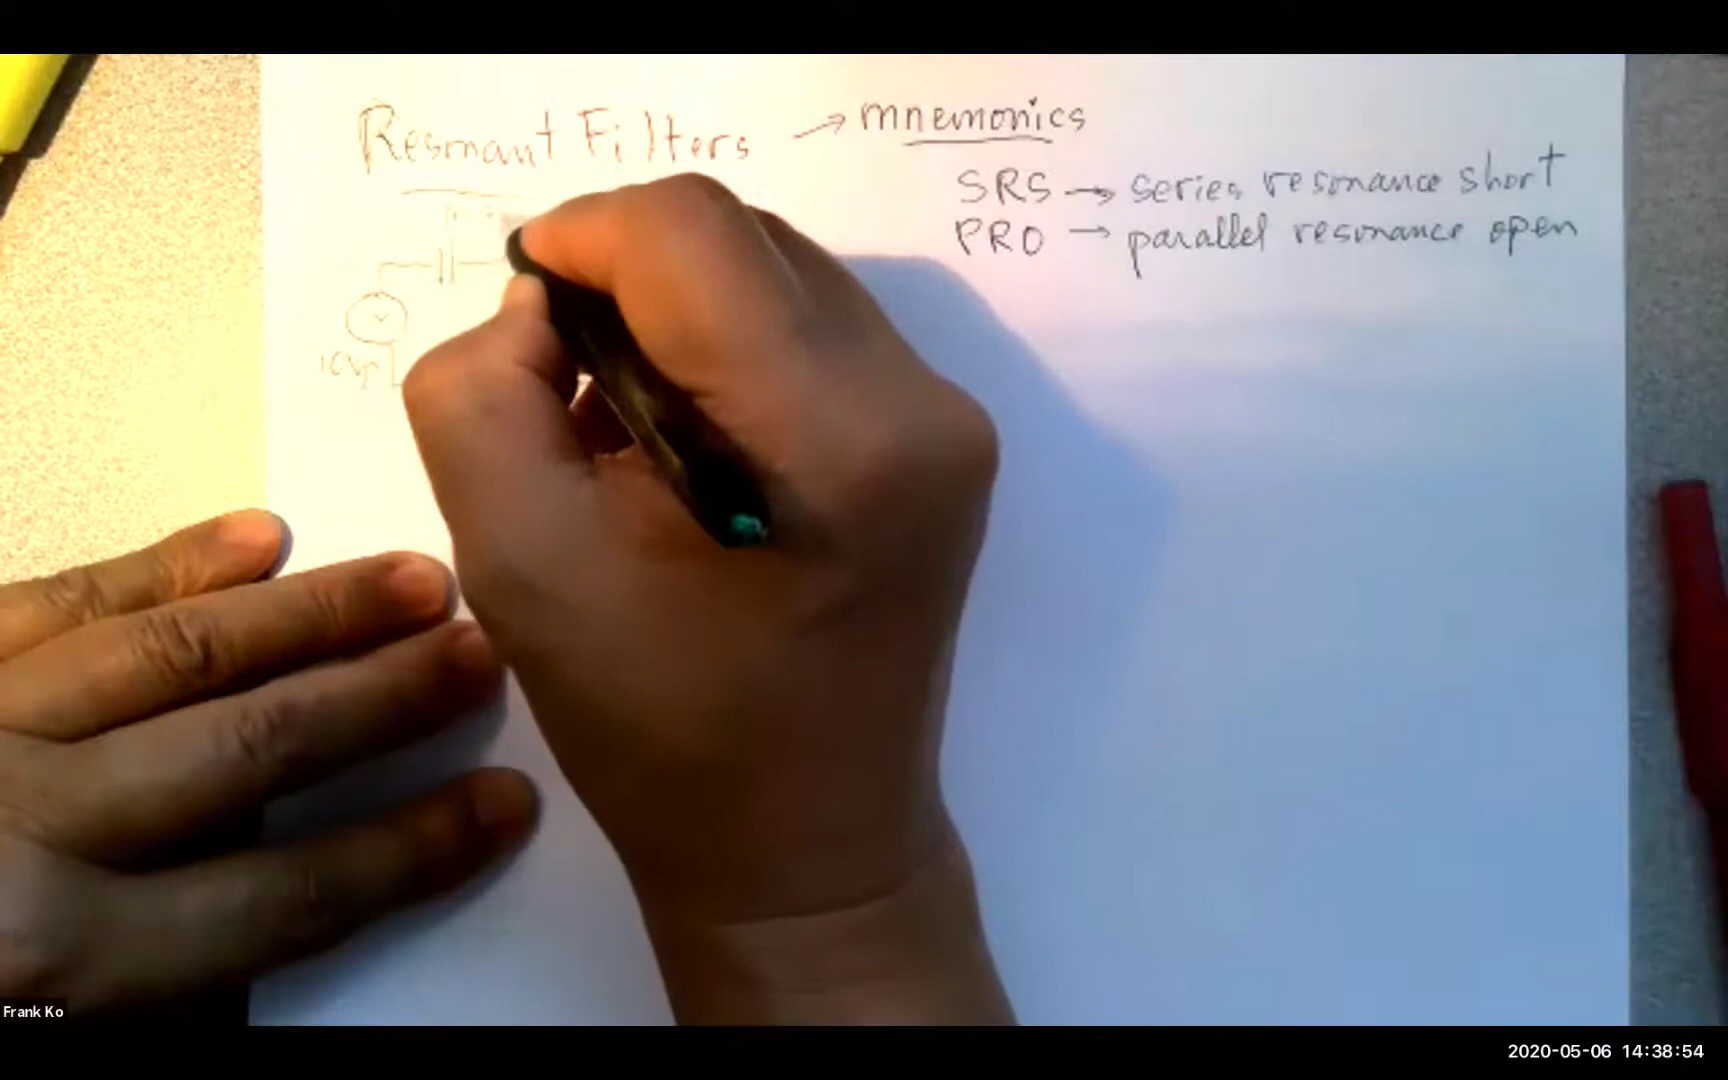 Resonant Filters → mnemonics
SRS → series resonance short
PRO → parallel resonance open
Frank Ko
2020-05-06 14:38:54